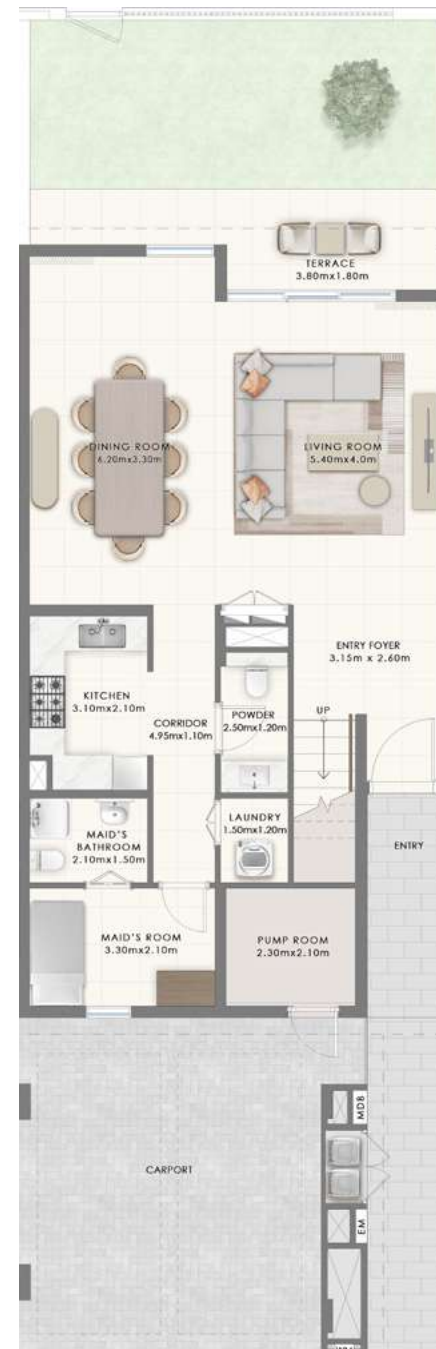 TERRACE
3.80mx1.80m
DINING ROOM
6.20mx3.30m
LIVING ROOM
5.40mx4.0m
ENTRY FOYER
3.15m x 2.60m
KITCHEN
3.10mx2.10m
CORRIDOR
4.95mx1.10m
POWDER
2.50mx1.20m
UP
MAID'S
BATHROOM
2.10mx1.50m
LAUNDRY
1.50mx1.20m
ENTRY
MAID'S ROOM
3.30mx2.10m
PUMP ROOM
2.30mx2.10m
MDB
CARPORT
EM